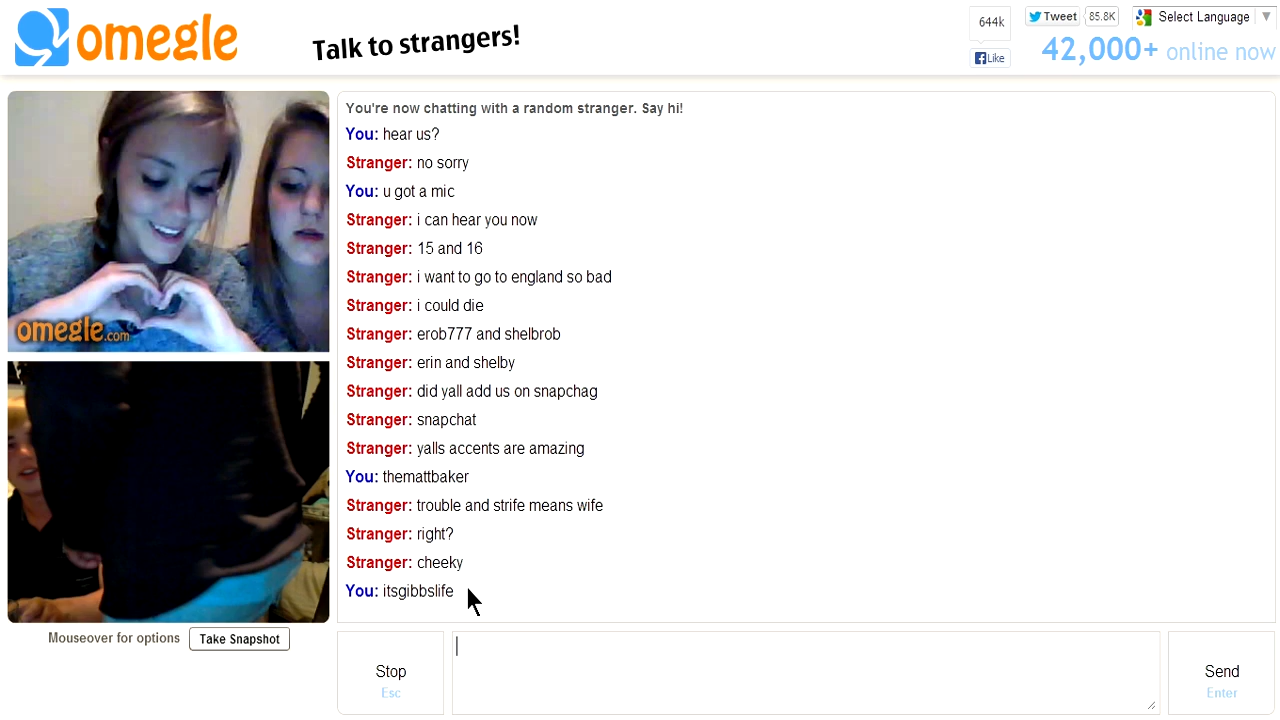 omegle
Talk to strangers!
644k
Like
Tweet
85.8K
Select Language
42,000+ online now
omegle.com
You're now chatting with a random stranger. Say hi!
You: hear us?
Stranger: no sorry
You: u got a mic
Stranger: i can hear you now
Stranger: 15 and 16
Stranger: i want to go to england so bad
Stranger: i could die
Stranger: erob777 and shelbrob
Stranger: erin and shelby
Stranger: did yall add us on snapchag
Stranger: snapchat
Stranger: yalls accents are amazing
You: themattbaker
Stranger: trouble and strife means wife
Stranger: right?
Stranger: cheeky
You: itsgibbslife
Mouseover for options
Take Snapshot
Stop
Esc
Send
Enter